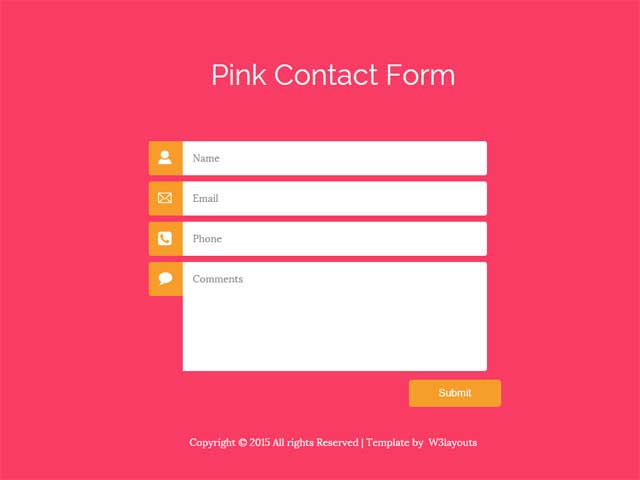 Pink Contact Form
Name
Email
Phone
Comments
Submit
Copyright © 2015 All rights Reserved | Template by W3layouts